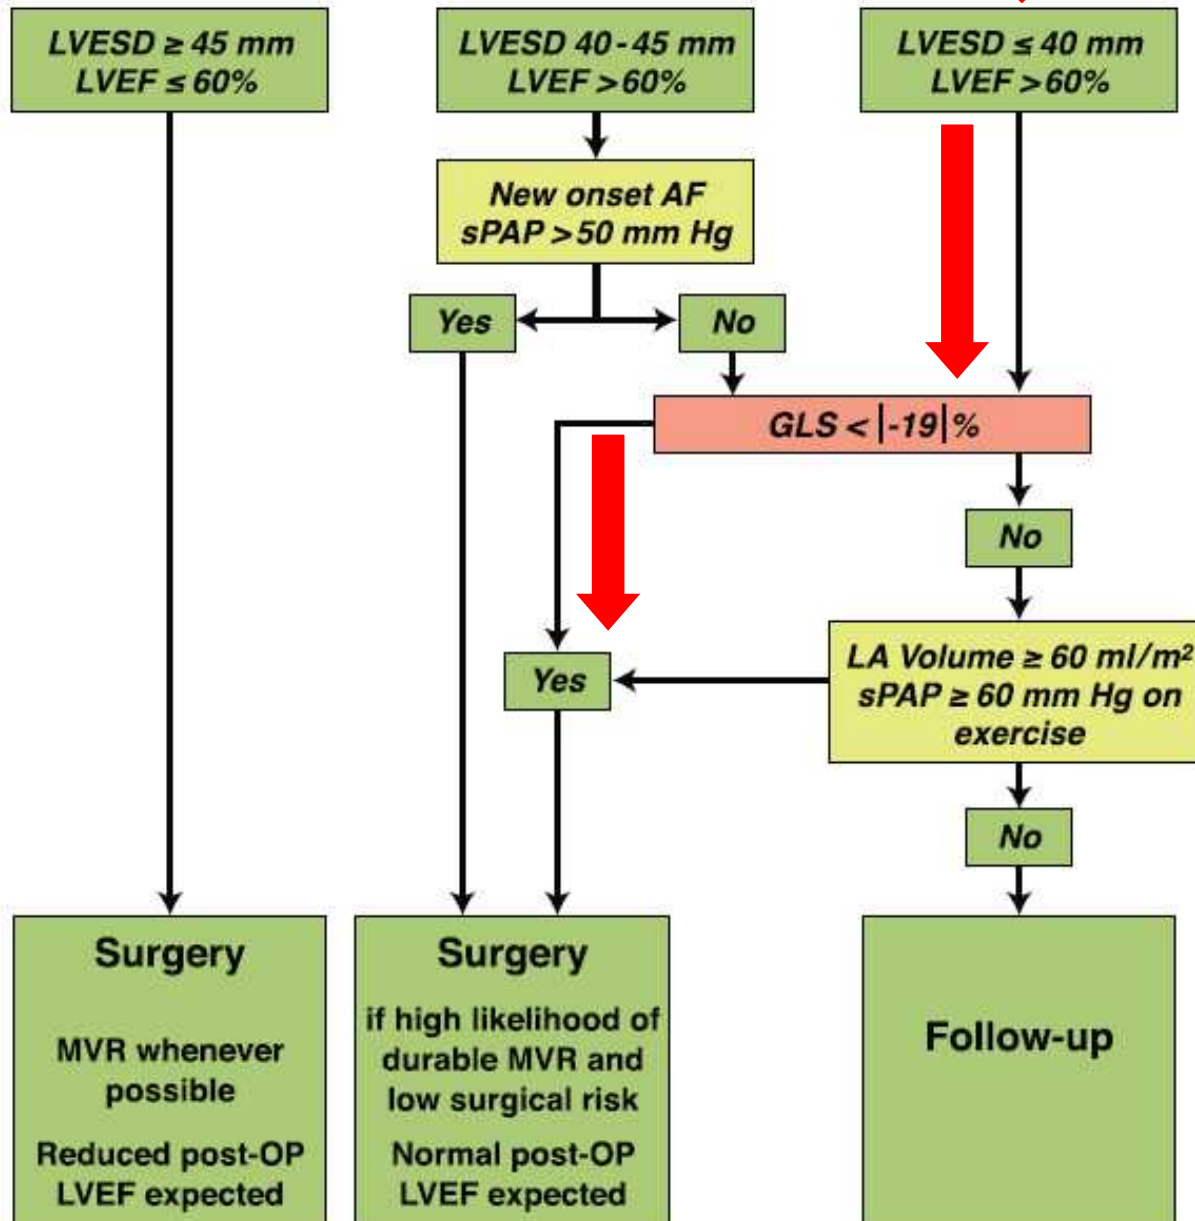 LVESD ≥ 45 mm
LVEF ≤ 60%
LVESD 40-45 mm
LVEF > 60%
LVESD ≤ 40 mm
LVEF > 60%
New onset AF
sPAP > 50 mm Hg
Yes
No
GLS < |-19| %
No
Yes
LA Volume ≥ 60 ml/m²
sPAP ≥ 60 mm Hg on
exercise
No
Surgery
MVR whenever
possible
Reduced post-OP
LVEF expected
Surgery
if high likelihood of
durable MVR and
low surgical risk
Normal post-OP
LVEF expected
Follow-up